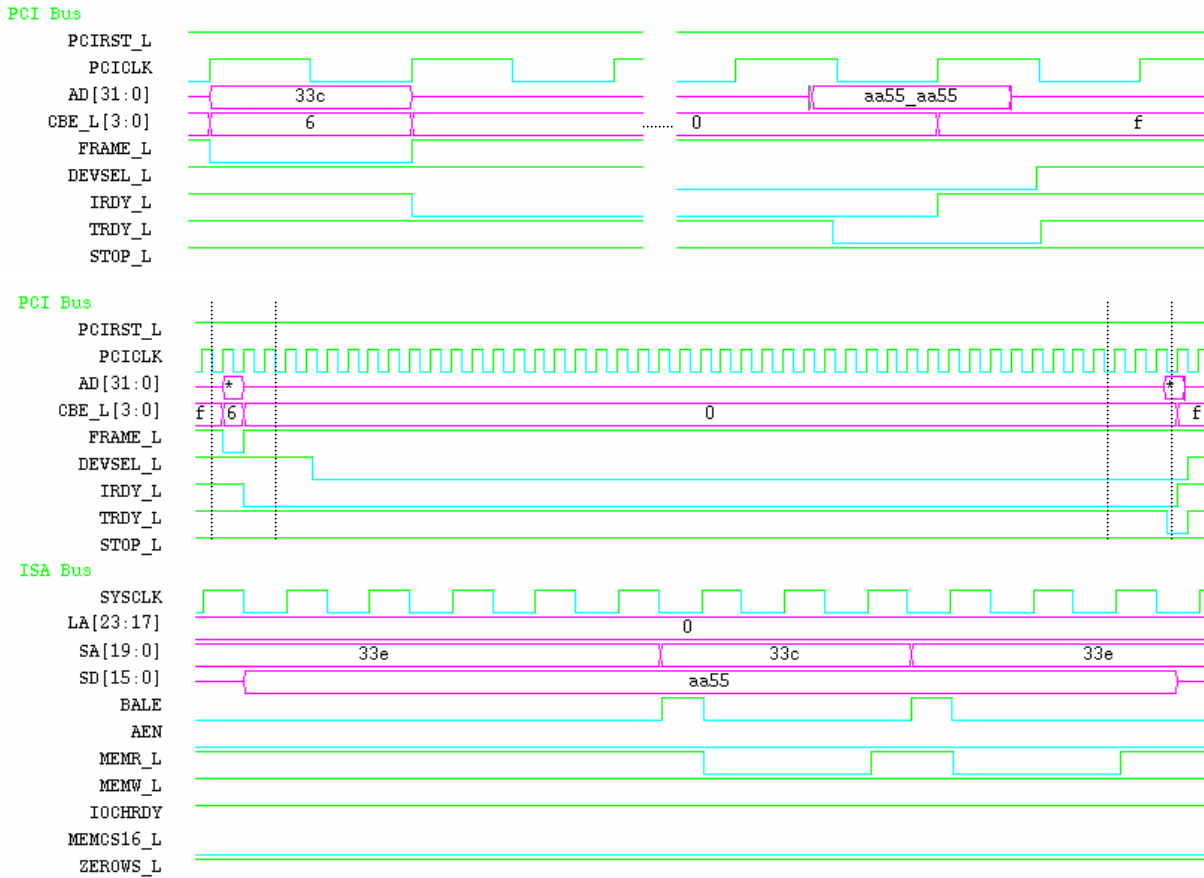 PCI Bus
PCIRST_L
PCICLK
AD[31:0] 33c aa55_aa55
CBE_L[3:0] 6 ........ 0 f
FRAME_L
DEVSEL_L
IRDY_L
TRDY_L
STOP_L
PCI Bus
PCIRST_L
PCICLK
AD[31:0] * *
CBE_L[3:0] f 6 0 f
FRAME_L
DEVSEL_L
IRDY_L
TRDY_L
STOP_L
ISA Bus
SYSCLK
LA[23:17] 0
SA[19:0] 33e 33c 33e
SD[15:0] aa55
BALE
AEN
MEMR_L
MEMW_L
IOCHRDY
MEMCS16_L
ZEROWS_L